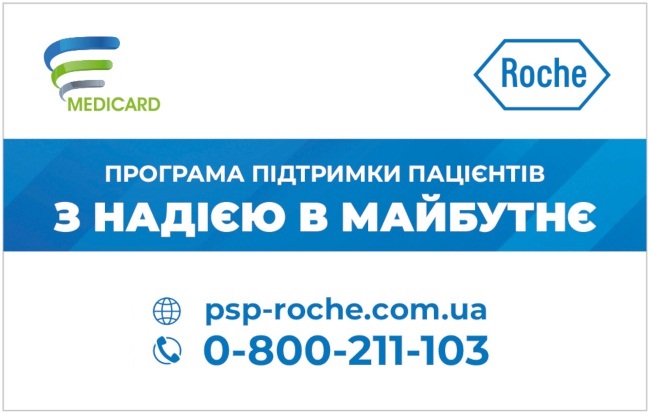 MEDICARD
Roche
ПРОГРАМА ПІДТРИМКИ ПАЦІЄНТІВ
З НАДІЄЮ В МАЙБУТНЄ
psp-roche.com.ua
0-800-211-103